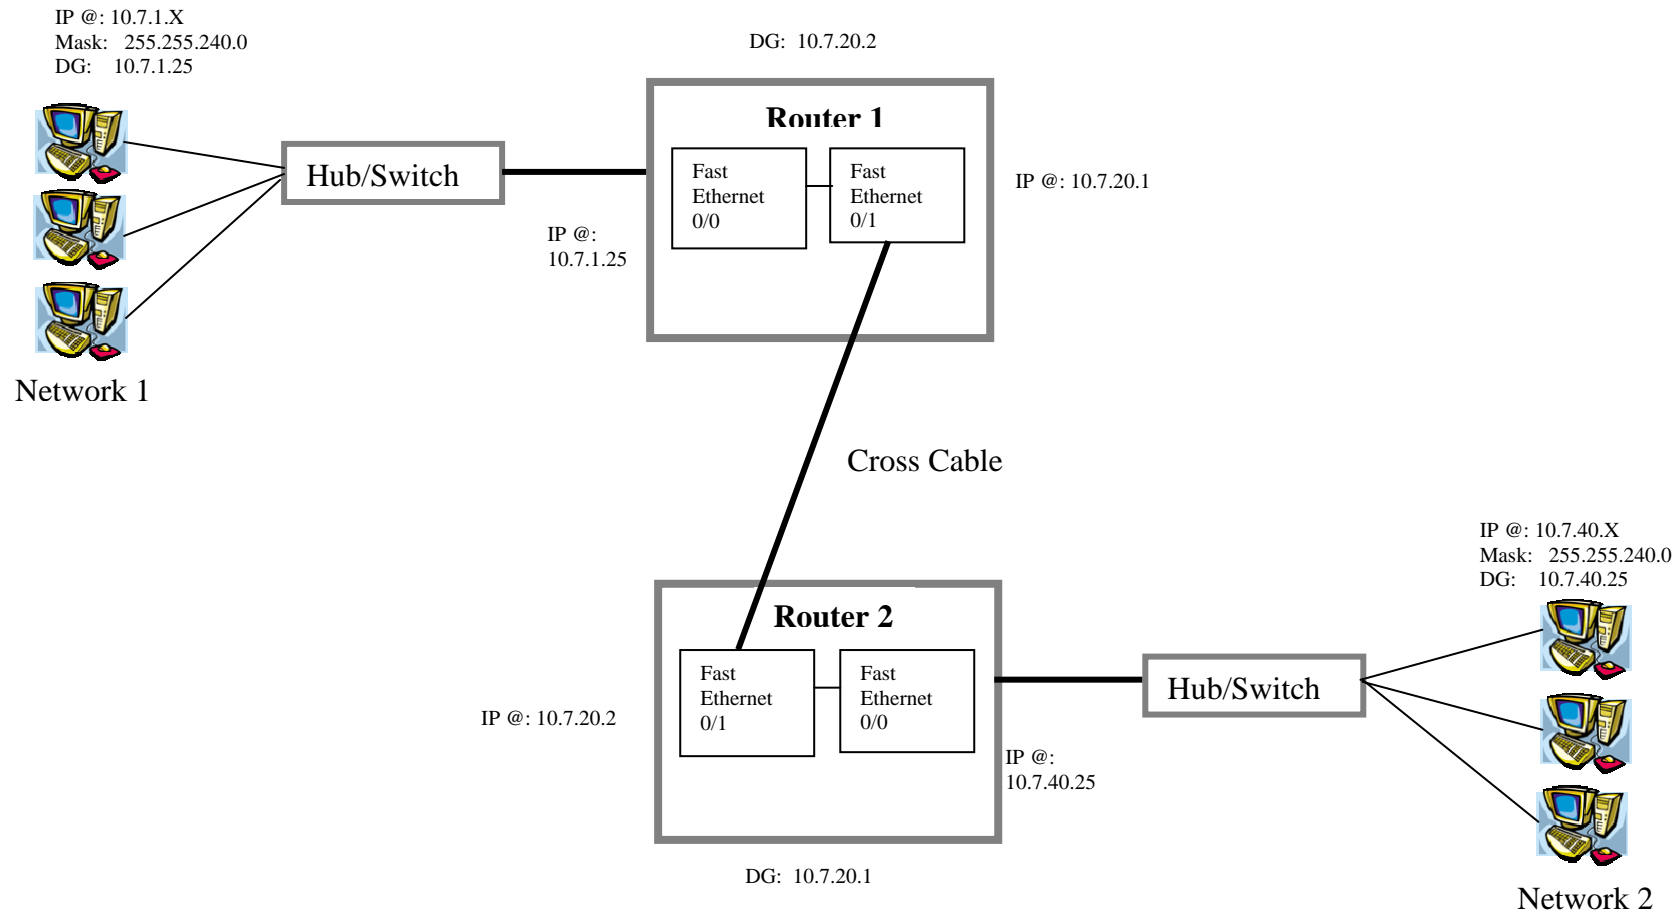 IP @: 10.7.1.X
Mask: 255.255.240.0
DG: 10.7.1.25
DG: 10.7.20.2
Router 1
Hub/Switch
Fast
Ethernet
0/0
Fast
Ethernet
0/1
IP @: 10.7.20.1
IP @:
10.7.1.25
Network 1
Cross Cable
IP @: 10.7.40.X
Mask: 255.255.240.0
DG: 10.7.40.25
Router 2
Fast
Ethernet
0/1
Fast
Ethernet
0/0
Hub/Switch
IP @: 10.7.20.2
IP @:
10.7.40.25
DG: 10.7.20.1
Network 2